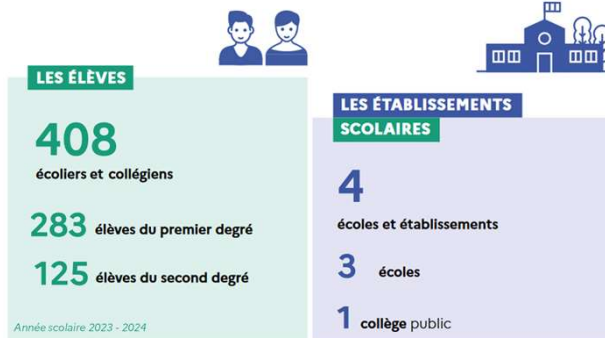 LES ÉLÈVES
408
écoliers et collégiens
283 élèves du premier degré
125 élèves du second degré
Année scolaire 2023 - 2024
LES ÉTABLISSEMENTS
SCOLAIRES
4
écoles et établissements
3 écoles
1 collège public